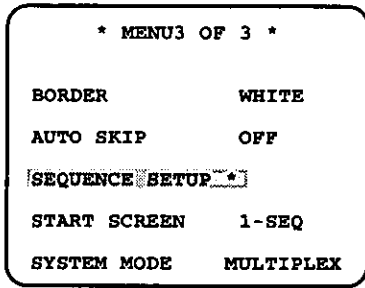 * MENU3 OF 3 *
BORDER WHITE
AUTO SKIP OFF
SEQUENCE SETUP *
START SCREEN 1-SEQ
SYSTEM MODE MULTIPLEX